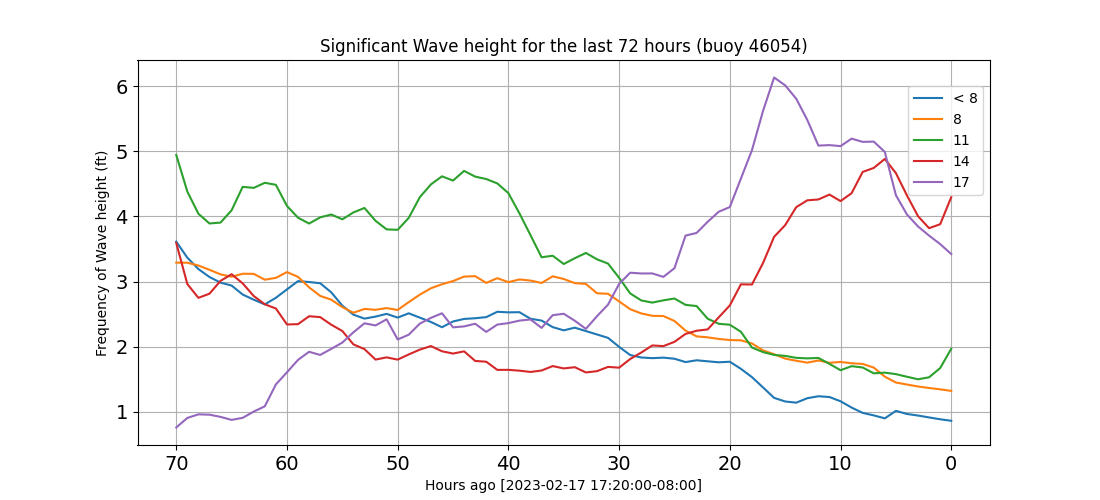 Significant Wave height for the last 72 hours (buoy 46054)
Frequency of Wave height (ft)
6
5
4
3
2
1
< 8
8
11
14
17
70 60 50 40 30 20 10 0
Hours ago [2023-02-17 17:20:00-08:00]